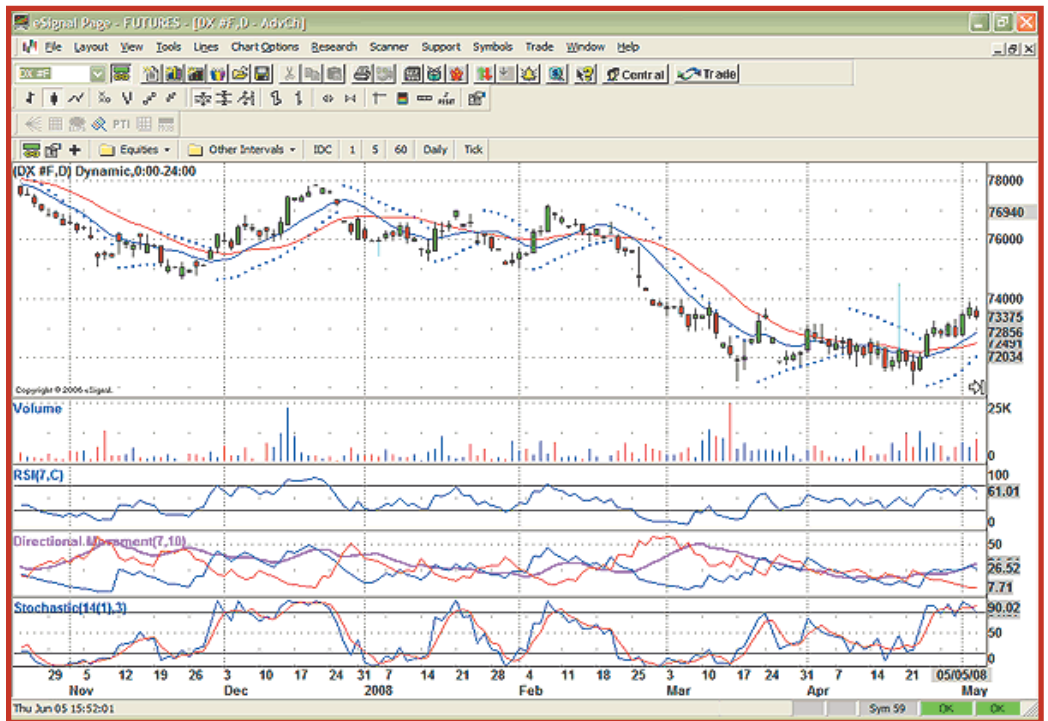 eSignal Page - FUTURES - [DX #F,D - AdvCh]
File Layout View Tools Lines Chart Options Research Scanner Support Symbols Trade Window Help
DX #F Central Trade
RESET
PTI
Equities Other Intervals IDC 1 5 60 Daily Tick
(DX #F,D) Dynamic,0:00-24:00
78000
76940
76000
74000
73375
72856
72491
72034
Copyright © 2006 eSignal.
Volume
25K
0
RSI(7,C)
100
61.01
0
Directional Movement(7,10)
50
26.52
7.71
Stochastic(14(1),3)
90.02
50
0
29 5 12 19 26 3 10 17 24 31 7 14 21 28 4 11 18 25 3 10 17 24 31 7 14 21 05/05/08
Nov Dec 2008 Feb Mar Apr May
Thu Jun 05 15:52:01 Sym 59 OK OK